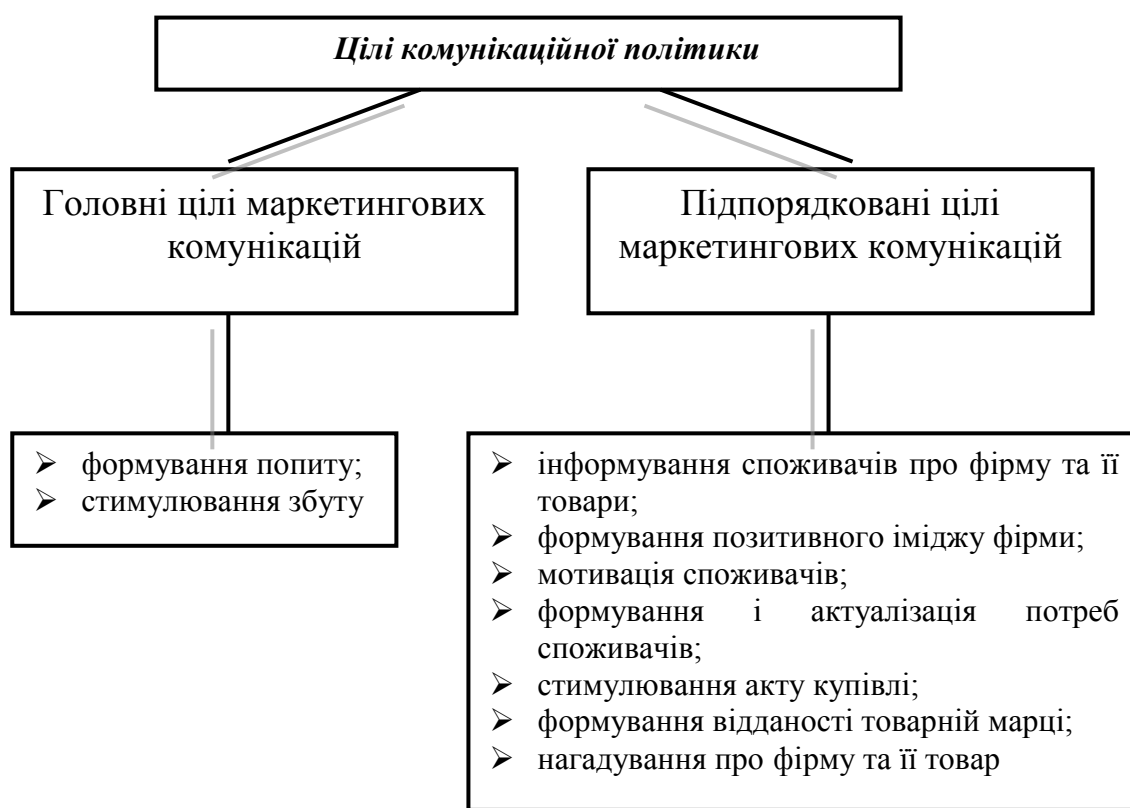 Цілі комунікаційної політики
Головні цілі маркетингових
комунікацій
Підпорядковані цілі
маркетингових комунікацій
➢ формування попиту;
➢ стимулювання збуту
➢ інформування споживачів про фірму та її
товари;
➢ формування позитивного іміджу фірми;
➢ мотивація споживачів;
➢ формування і актуалізація потреб
споживачів;
➢ стимулювання акту купівлі;
➢ формування відданості товарній марці;
➢ нагадування про фірму та її товар